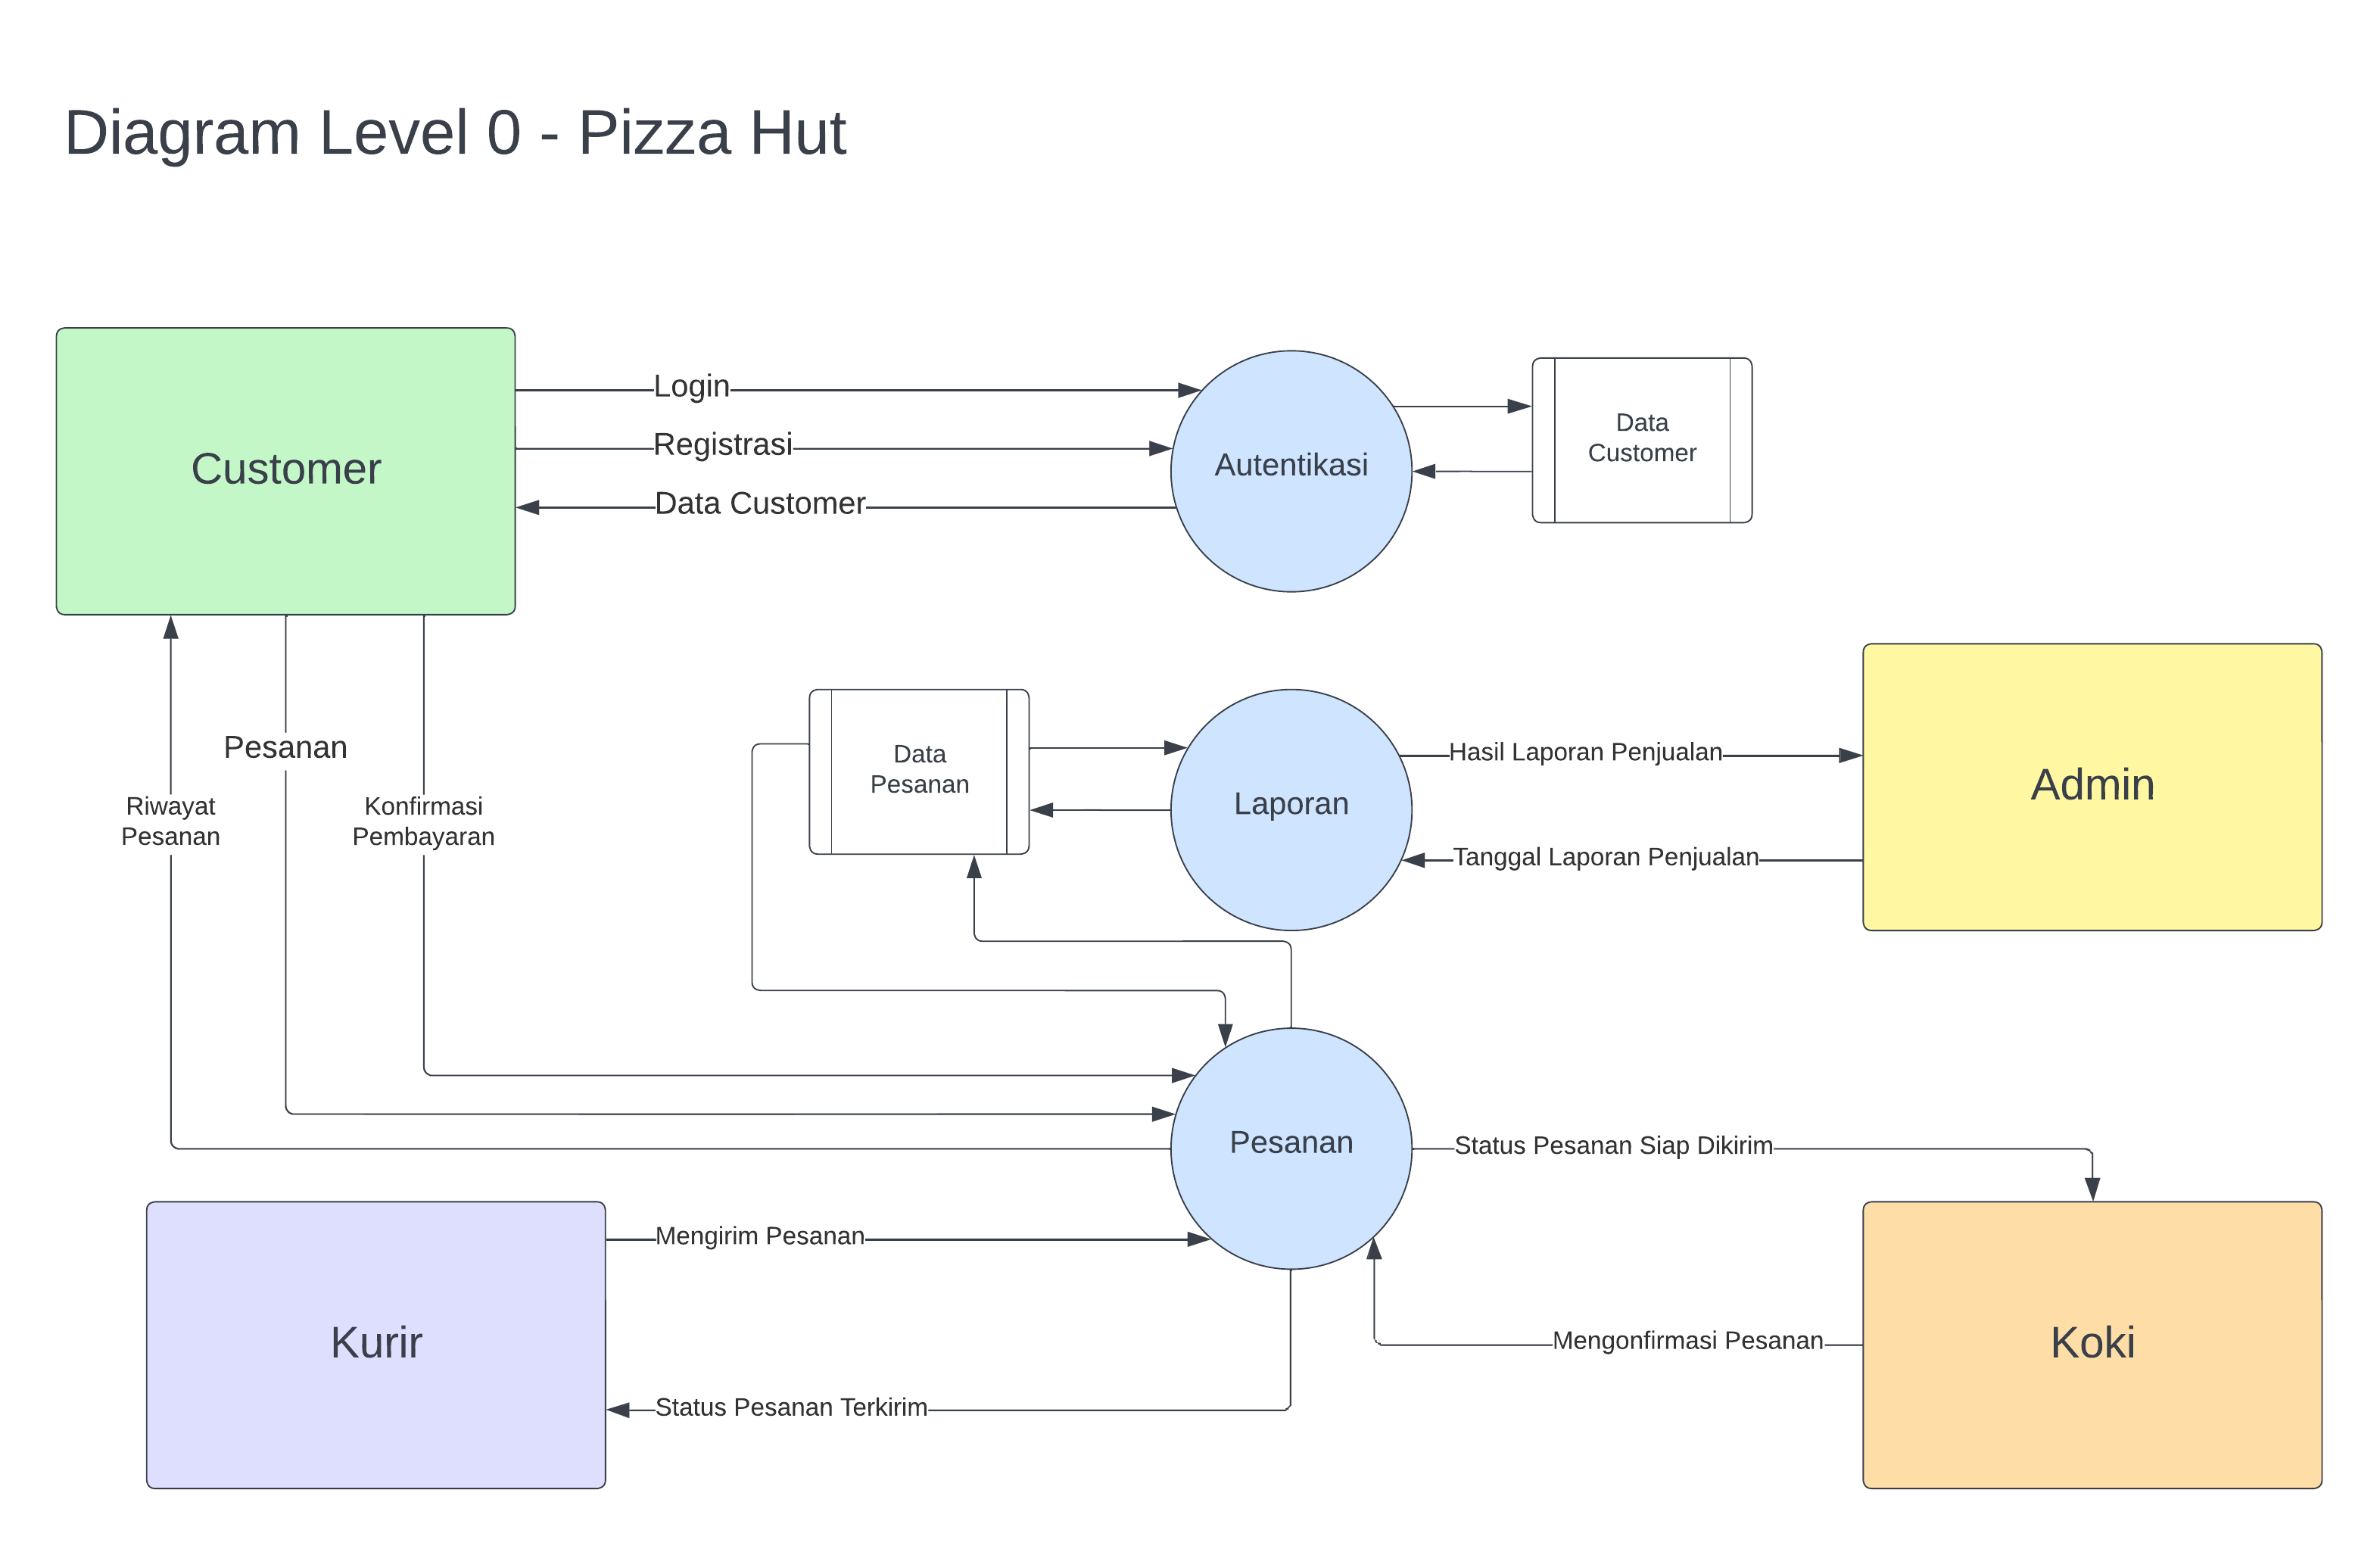 Diagram Level 0 - Pizza Hut
Customer
Login
Registrasi
Data Customer
Autentikasi
Data
Customer
Riwayat
Pesanan
Pesanan
Konfirmasi
Pembayaran
Data
Pesanan
Laporan
Hasil Laporan Penjualan
Tanggal Laporan Penjualan
Admin
Pesanan
Status Pesanan Siap Dikirim
Kurir
Mengirim Pesanan
Status Pesanan Terkirim
Mengonfirmasi Pesanan
Koki